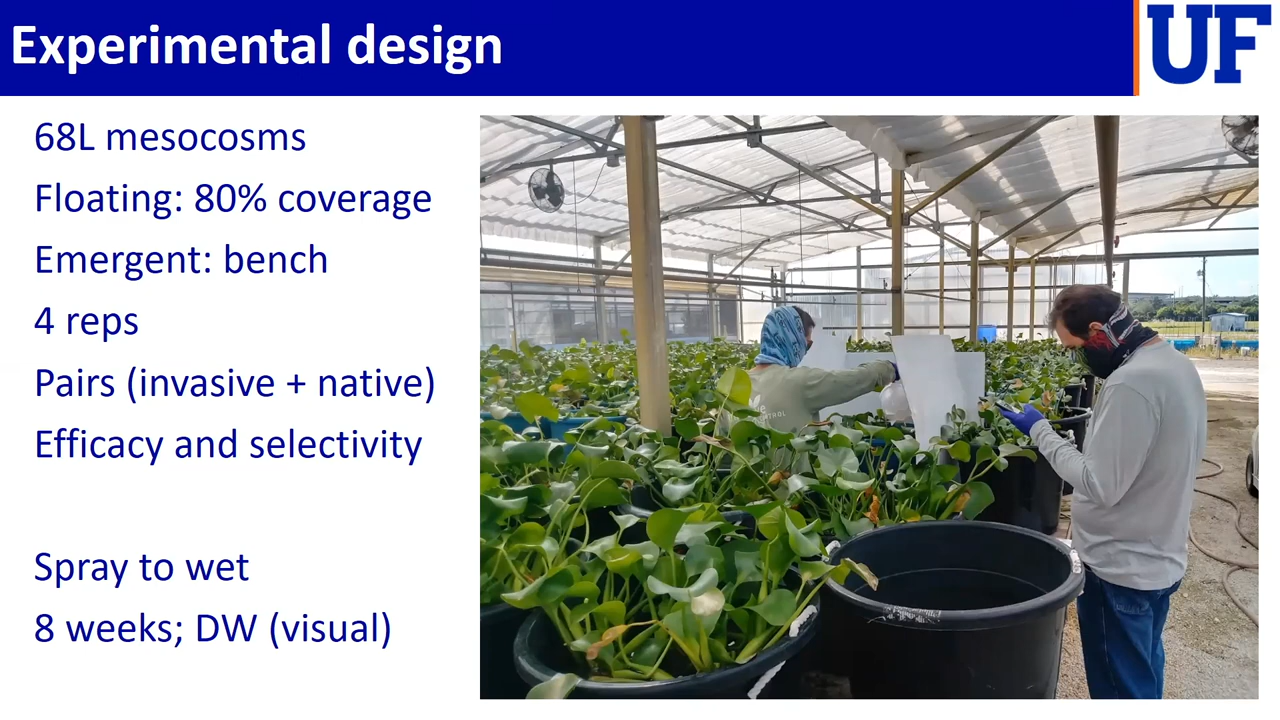 Experimental design
UF
68L mesocosms
Floating: 80% coverage
Emergent: bench
4 reps
Pairs (invasive + native)
Efficacy and selectivity
Spray to wet
8 weeks; DW (visual)